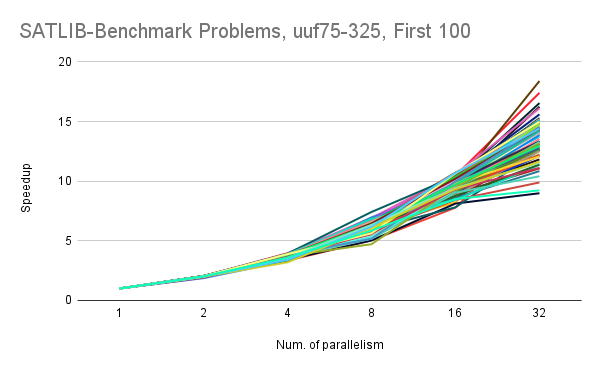 SATLIB-Benchmark Problems, uuf75-325, First 100
20
15
10
5
0
Speedup
1 2 4 8 16 32
Num. of parallelism